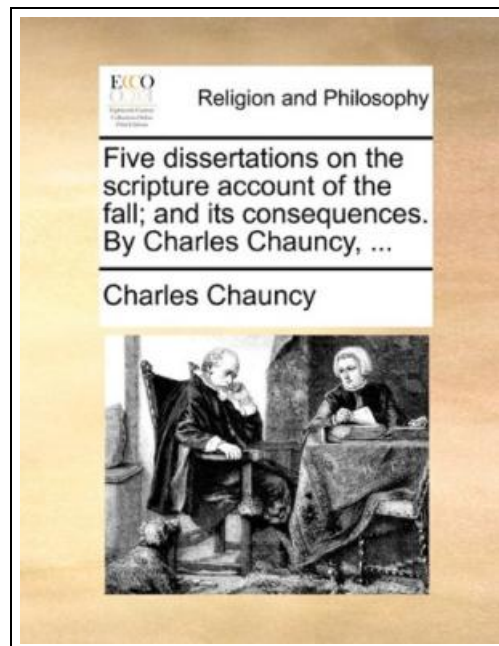 ECCO
Religion and Philosophy
Five dissertations on the
scripture account of the
fall; and its consequences.
By Charles Chauncy, ...
Charles Chauncy